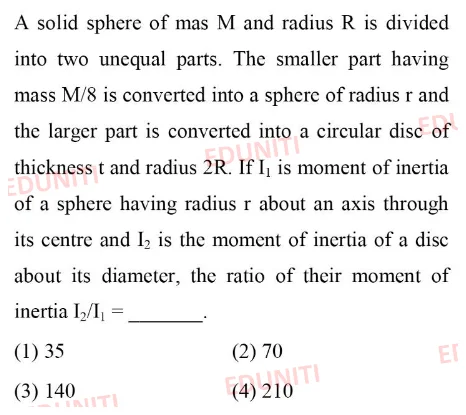 A solid sphere of mas M and radius R is divided
into two unequal parts. The smaller part having
mass M/8 is converted into a sphere of radius r and
the larger part is converted into a circular disc of
thickness t and radius 2R. If I₁ is moment of inertia
of a sphere having radius r about an axis through
its centre and I₂ is the moment of inertia of a disc
about its diameter, the ratio of their moment of
inertia I₂/I₁ = _______.
(1) 35 (2) 70
(3) 140 (4) 210
EDUNITI
EDUNITI
EDUNITI